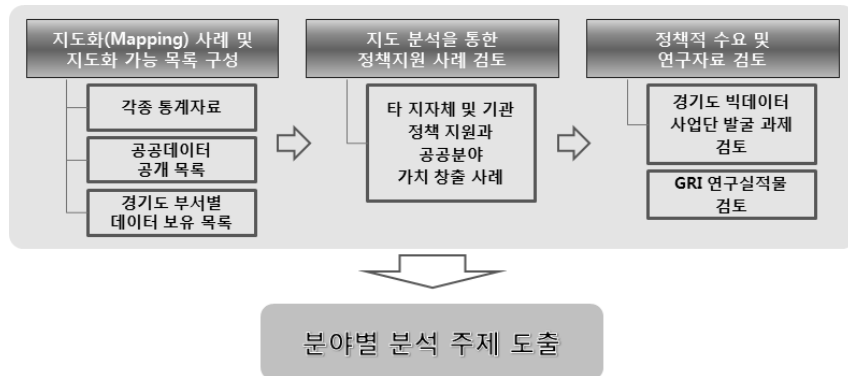 지도화(Mapping) 사례 및
지도화 가능 목록 구성
각종 통계자료
공공데이터
공개 목록
경기도 부서별
데이터 보유 목록
지도 분석을 통한
정책지원 사례 검토
타 지자체 및 기관
정책 지원과
공공분야
가치 창출 사례
정책적 수요 및
연구자료 검토
경기도 빅데이터
사업단 발굴 과제
검토
GRI 연구실적물
검토
분야별 분석 주제 도출